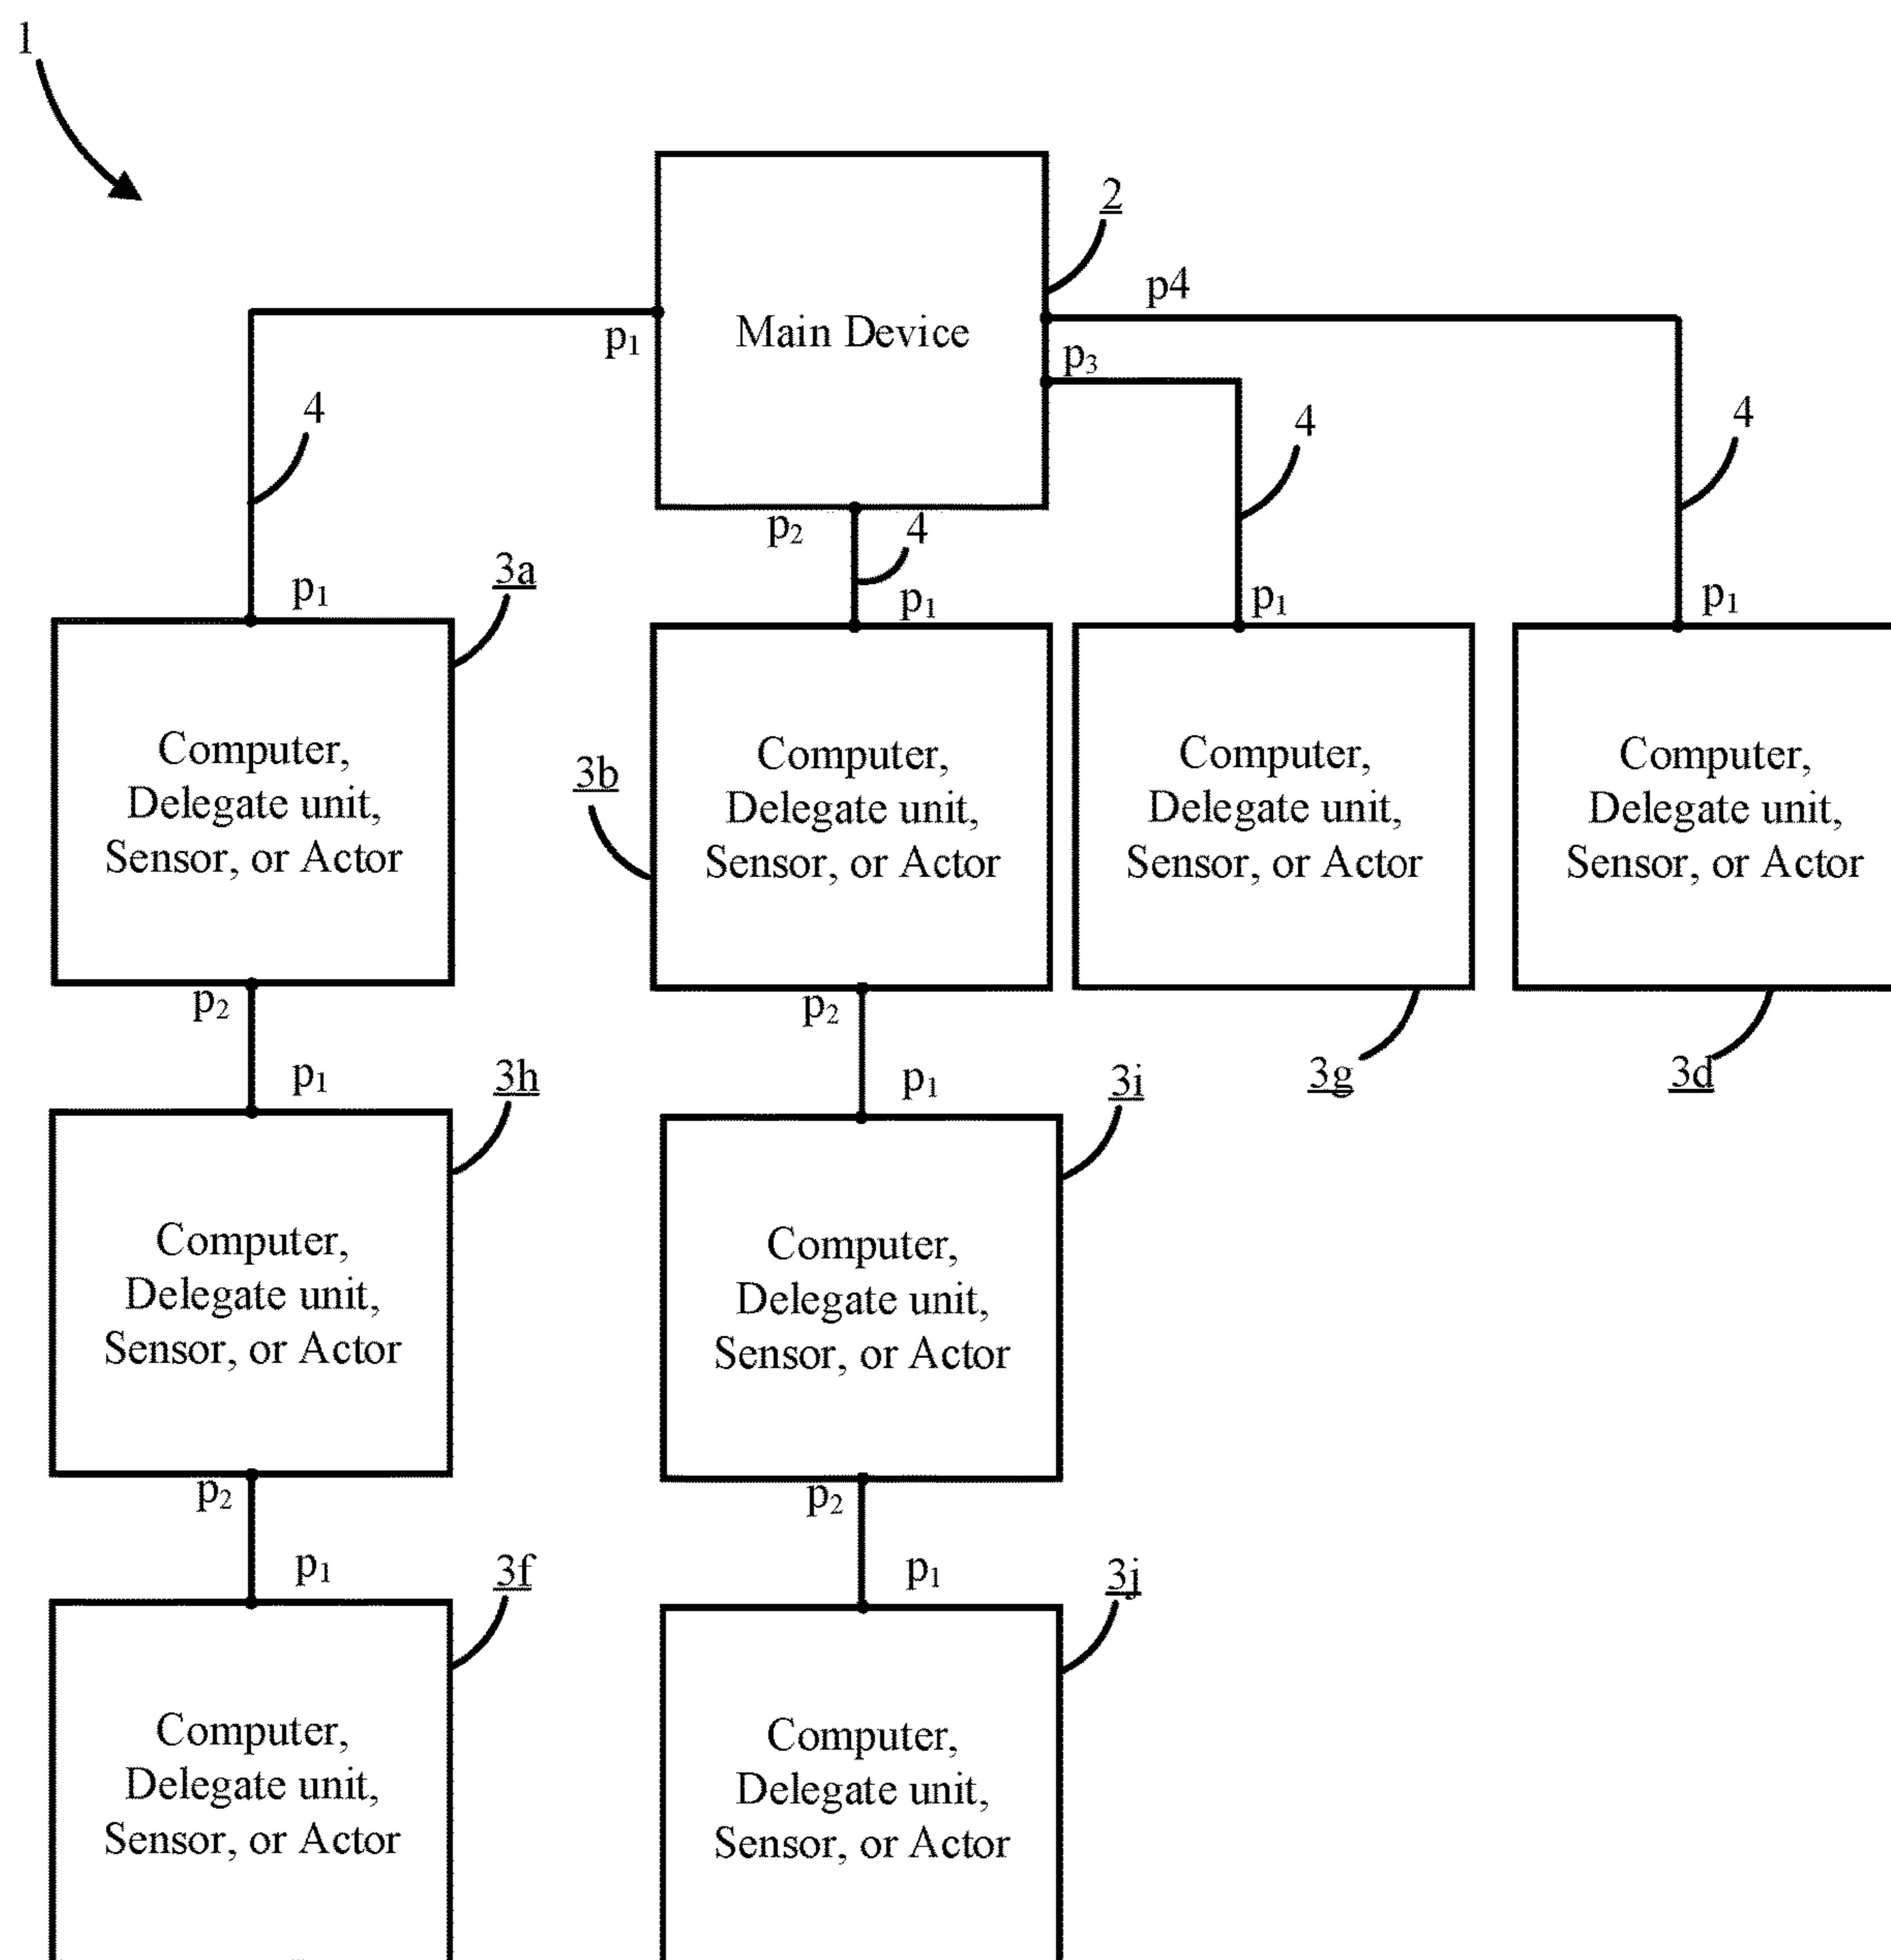 1
2
p4
Main Device
p₁
p₃
4
4
4
p₂
4
3a
p₁
p₁
p₁
p₁
Computer,
Delegate unit,
Sensor, or Actor
3b
Computer,
Delegate unit,
Sensor, or Actor
Computer,
Delegate unit,
Sensor, or Actor
Computer,
Delegate unit,
Sensor, or Actor
p₂
p₂
p₁
3h
p₁
3i
3g
3d
Computer,
Delegate unit,
Sensor, or Actor
Computer,
Delegate unit,
Sensor, or Actor
p₂
p₂
p₁
3f
p₁
3j
Computer,
Delegate unit,
Sensor, or Actor
Computer,
Delegate unit,
Sensor, or Actor